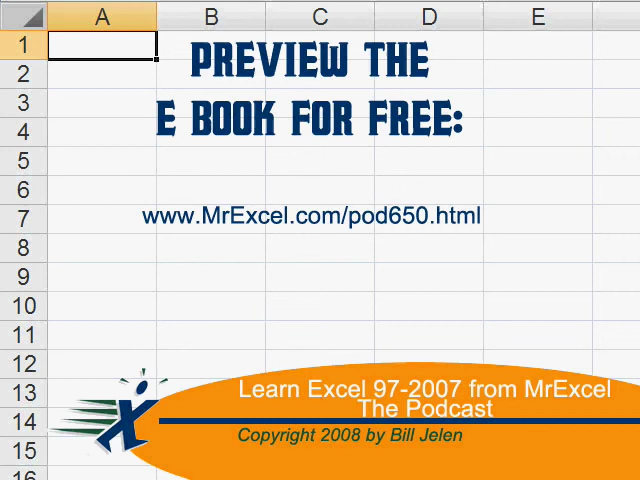 A B C D E
1
2
3
4
5
6
7
8
9
10
11
12
13
14
15
16
PREVIEW THE
E BOOK FOR FREE:
www.MrExcel.com/pod650.html
Learn Excel 97-2007 from MrExcel
The Podcast
Copyright 2008 by Bill Jelen
X